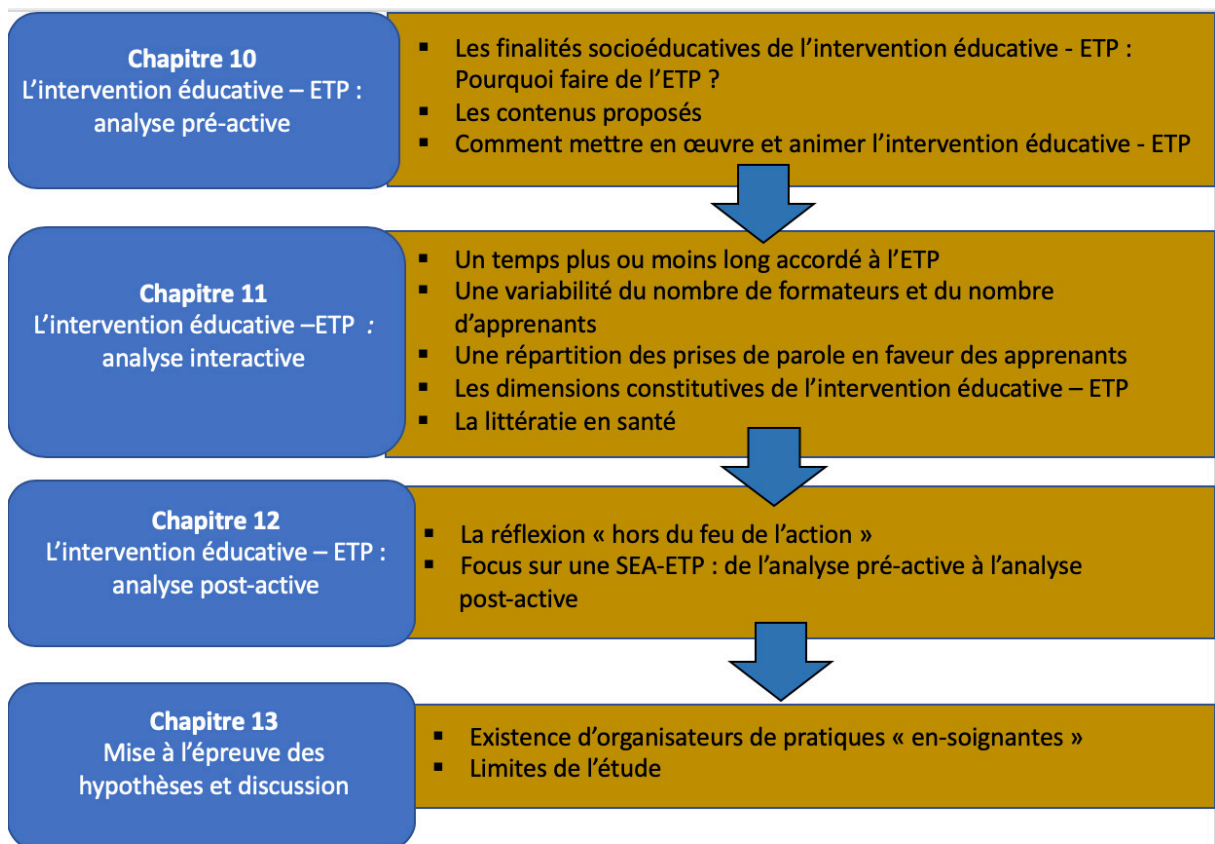 Chapitre 10
L'intervention éducative – ETP :
analyse pré-active
▪ Les finalités socioéducatives de l'intervention éducative - ETP :
Pourquoi faire de l'ETP ?
▪ Les contenus proposés
▪ Comment mettre en œuvre et animer l'intervention éducative - ETP
Chapitre 11
L'intervention éducative –ETP :
analyse interactive
▪ Un temps plus ou moins long accordé à l'ETP
▪ Une variabilité du nombre de formateurs et du nombre
d'apprenants
▪ Une répartition des prises de parole en faveur des apprenants
▪ Les dimensions constitutives de l'intervention éducative – ETP
▪ La littératie en santé
Chapitre 12
L'intervention éducative – ETP :
analyse post-active
▪ La réflexion « hors du feu de l'action »
▪ Focus sur une SEA-ETP : de l'analyse pré-active à l'analyse
post-active
Chapitre 13
Mise à l'épreuve des
hypothèses et discussion
▪ Existence d'organisateurs de pratiques « en-soignantes »
▪ Limites de l'étude